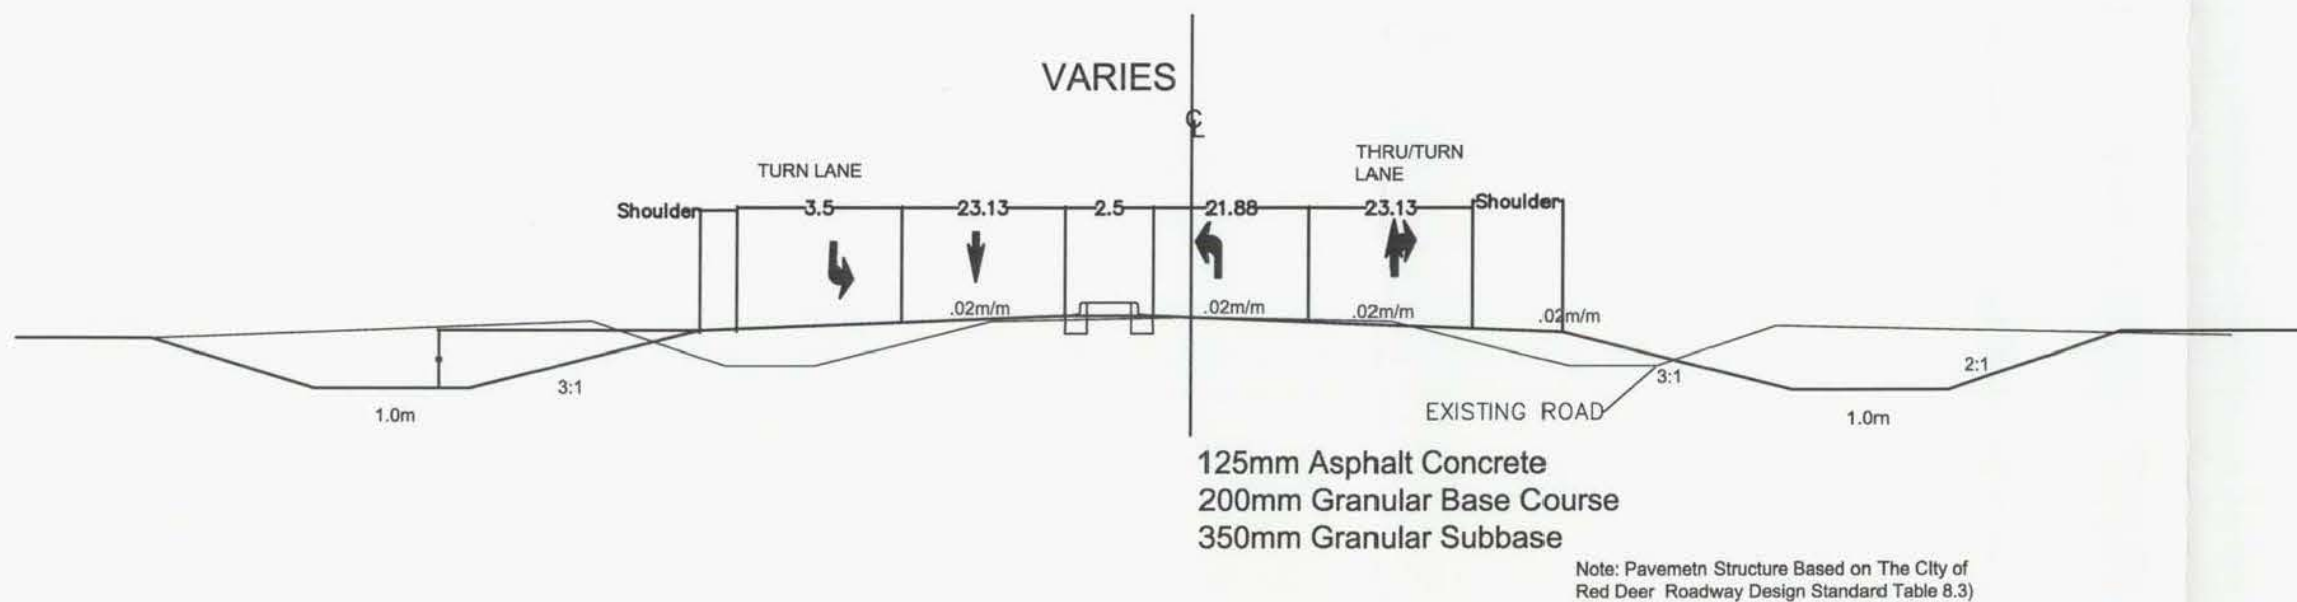 VARIES
℄
THRU/TURN
LANE
TURN LANE
Shoulder 3.5 23.13 2.5 21.88 23.13 Shoulder
.02m/m .02m/m .02m/m .02m/m
3:1 3:1 2:1
1.0m EXISTING ROAD 1.0m
125mm Asphalt Concrete
200mm Granular Base Course
350mm Granular Subbase
Note: Pavemetn Structure Based on The CIty of
Red Deer Roadway Design Standard Table 8.3)